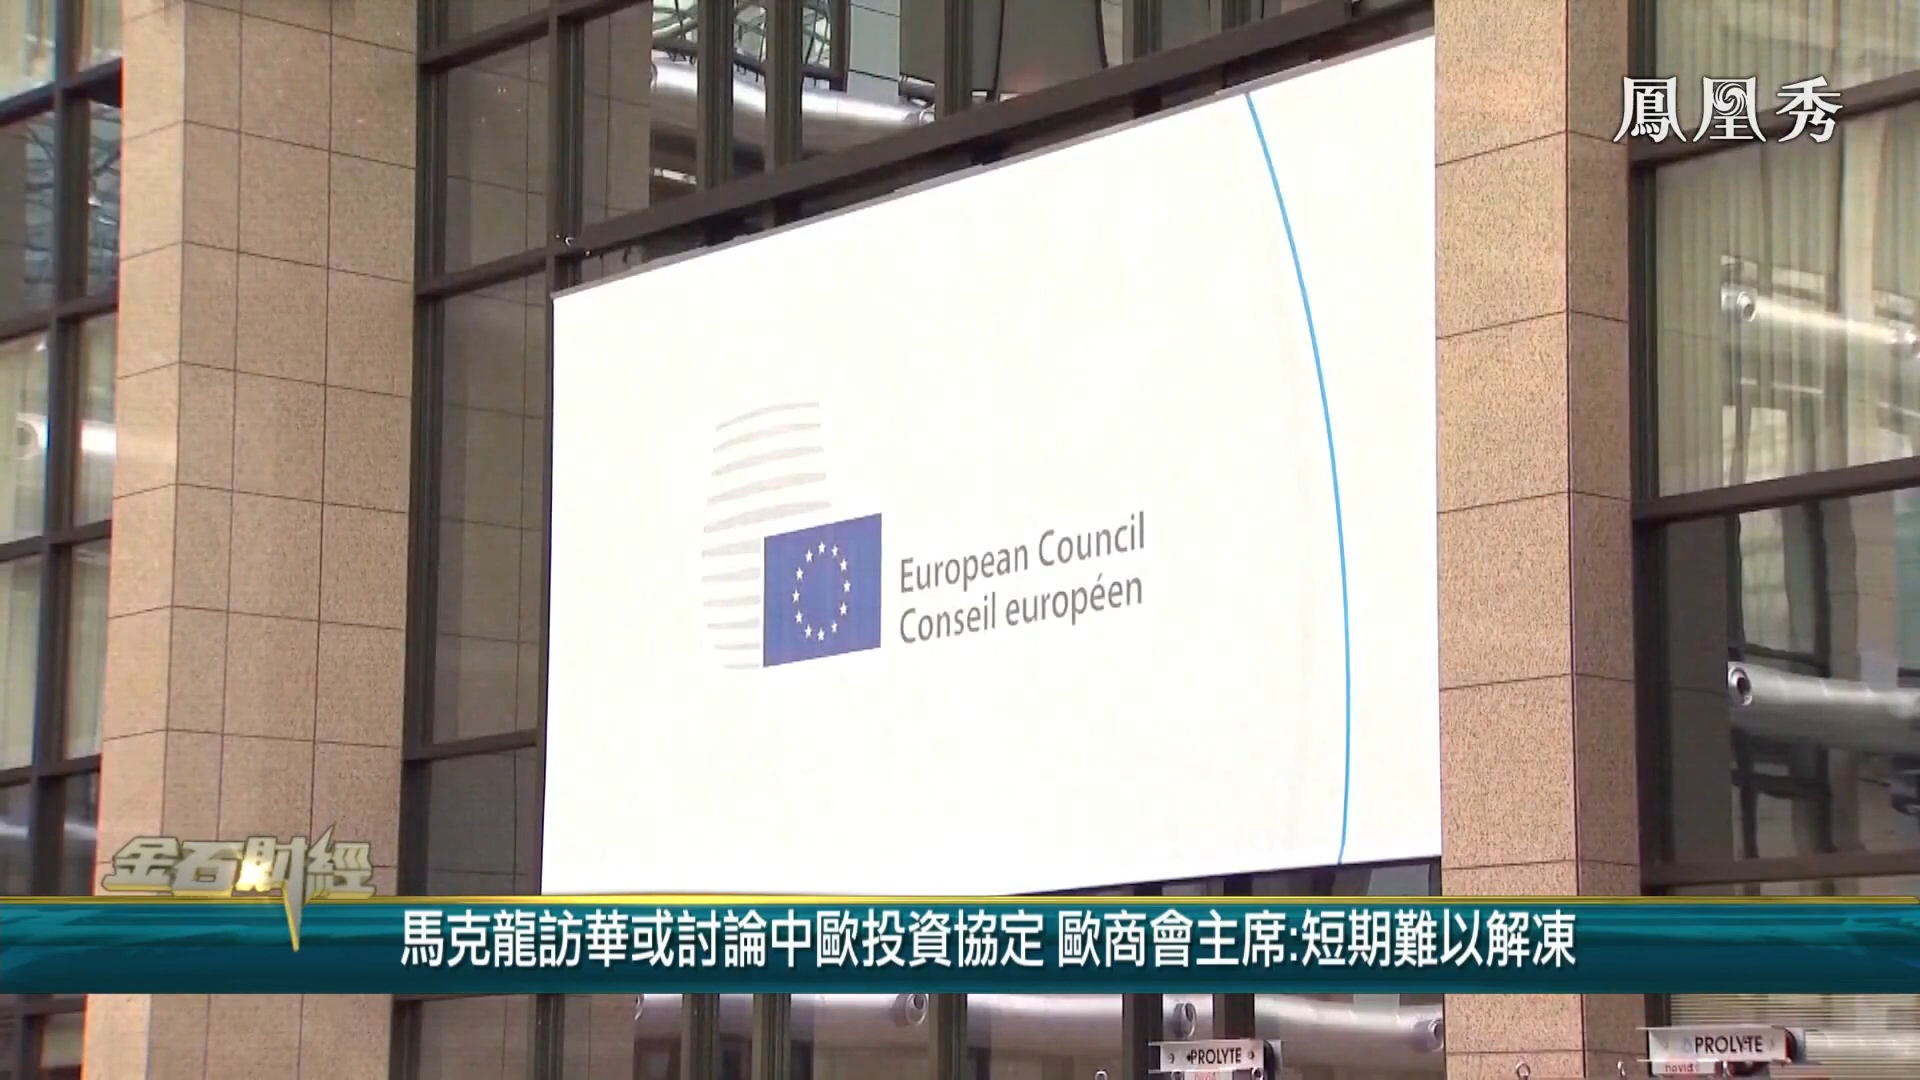 鳳凰秀
European Council
Conseil européen
金石財經
馬克龍訪華或討論中歐投資協定 歐商會主席:短期難以解凍
PROLYTE
PROLYTE